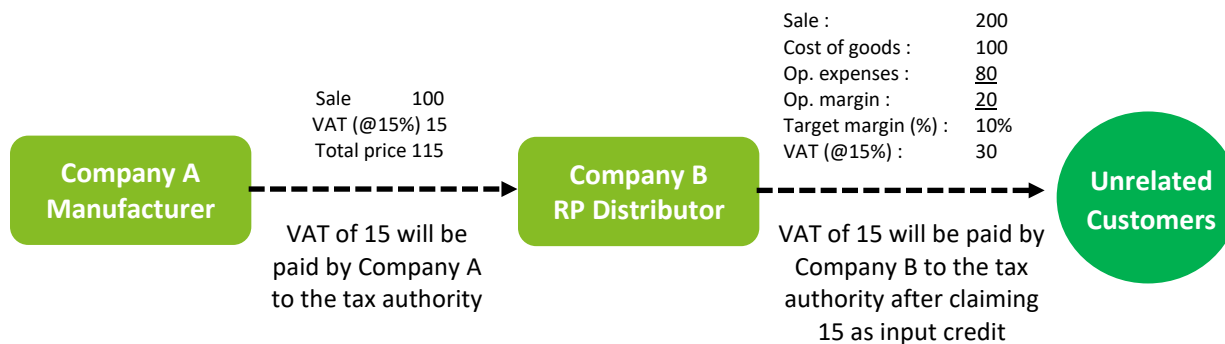 Sale 100
VAT (@15%) 15
Total price 115
Sale : 200
Cost of goods : 100
Op. expenses : 80
Op. margin : 20
Target margin (%) : 10%
VAT (@15%) : 30
Company A
Manufacturer
Company B
RP Distributor
Unrelated
Customers
VAT of 15 will be
paid by Company A
to the tax authority
VAT of 15 will be paid by
Company B to the tax
authority after claiming
15 as input credit